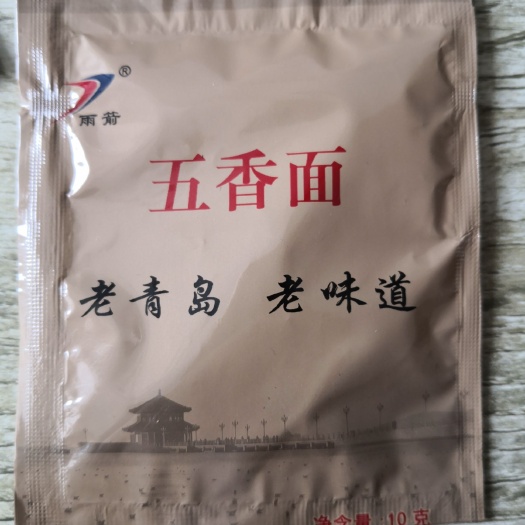 ®
雨箭
五香面
老青岛 老味道
净含量:10克